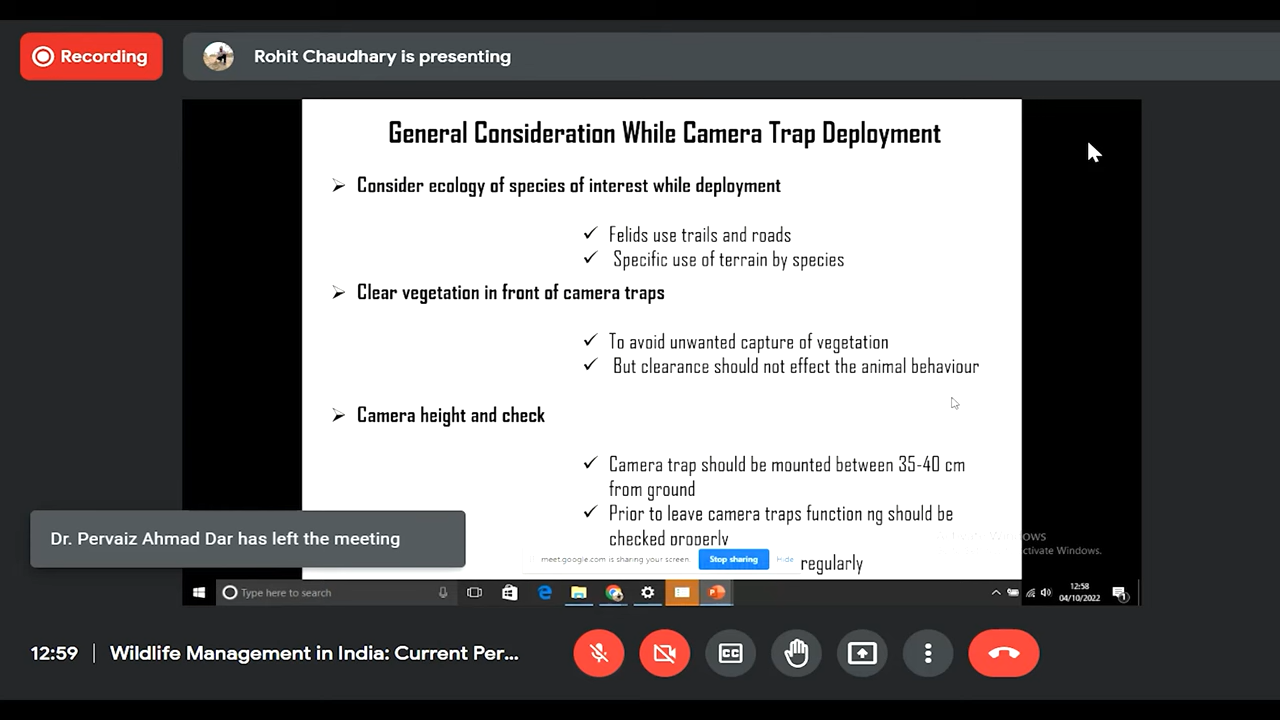 Recording
Rohit Chaudhary is presenting
General Consideration While Camera Trap Deployment
Consider ecology of species of interest while deployment
Felids use trails and roads
Specific use of terrain by species
Clear vegetation in front of camera traps
To avoid unwanted capture of vegetation
But clearance should not effect the animal behaviour
Camera height and check
Camera trap should be mounted between 35-40 cm
from ground
Prior to leave camera traps function ng should be
checked properly
regularly
Dr. Pervaiz Ahmad Dar has left the meeting
meet.google.com is sharing your screen.
Stop sharing
Hide
ctivate Windows.
Type here to search
12:58
04/10/2022
12:59
Wildlife Management in India: Current Per...
CC